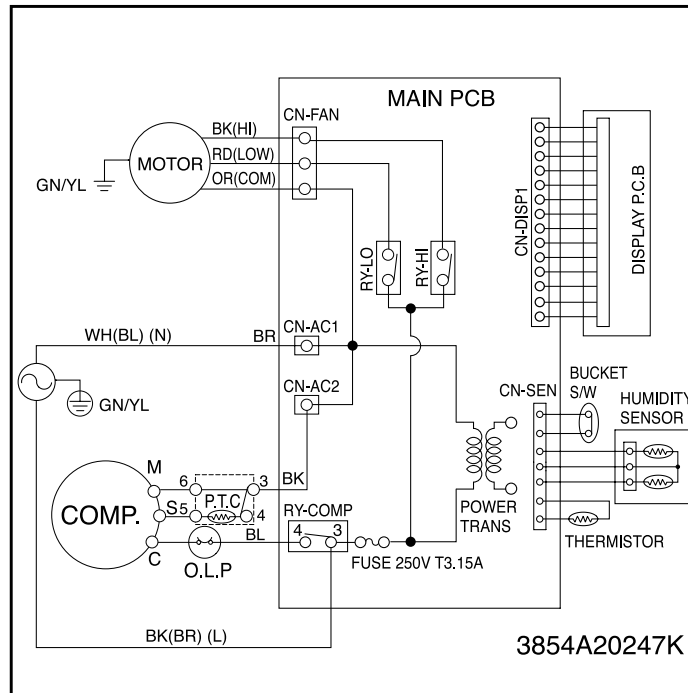 MAIN PCB
CN-FAN
BK(HI)
MOTOR
RD(LOW)
OR(COM)
GN/YL
CN-DISP1
DISPLAY P.C.B
RY-LO
RY-HI
WH(BL) (N)
BR
CN-AC1
CN-AC2
GN/YL
CN-SEN
BUCKET
S/W
HUMIDITY
SENSOR
M
6
3
BK
P.T.C
COMP.
S
5
4
RY-COMP
4
3
C
BL
O.L.P
POWER
TRANS
THERMISTOR
FUSE 250V T3.15A
BK(BR) (L)
3854A20247K